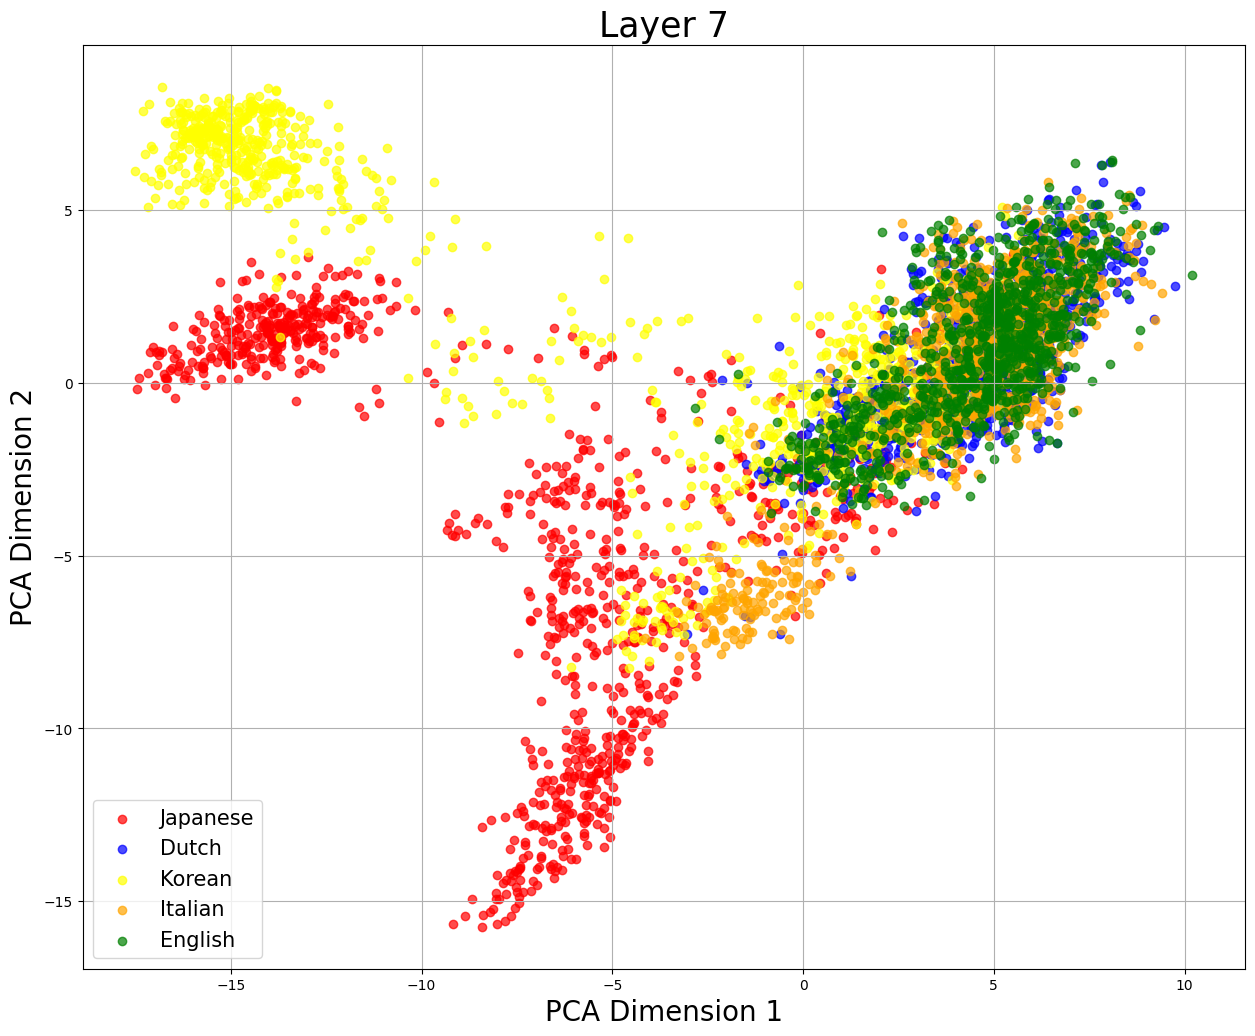 Layer 7
PCA Dimension 2
5
0
−5
−10
−15
Japanese
Dutch
Korean
Italian
English
−15
−10
−5
0
5
10
PCA Dimension 1